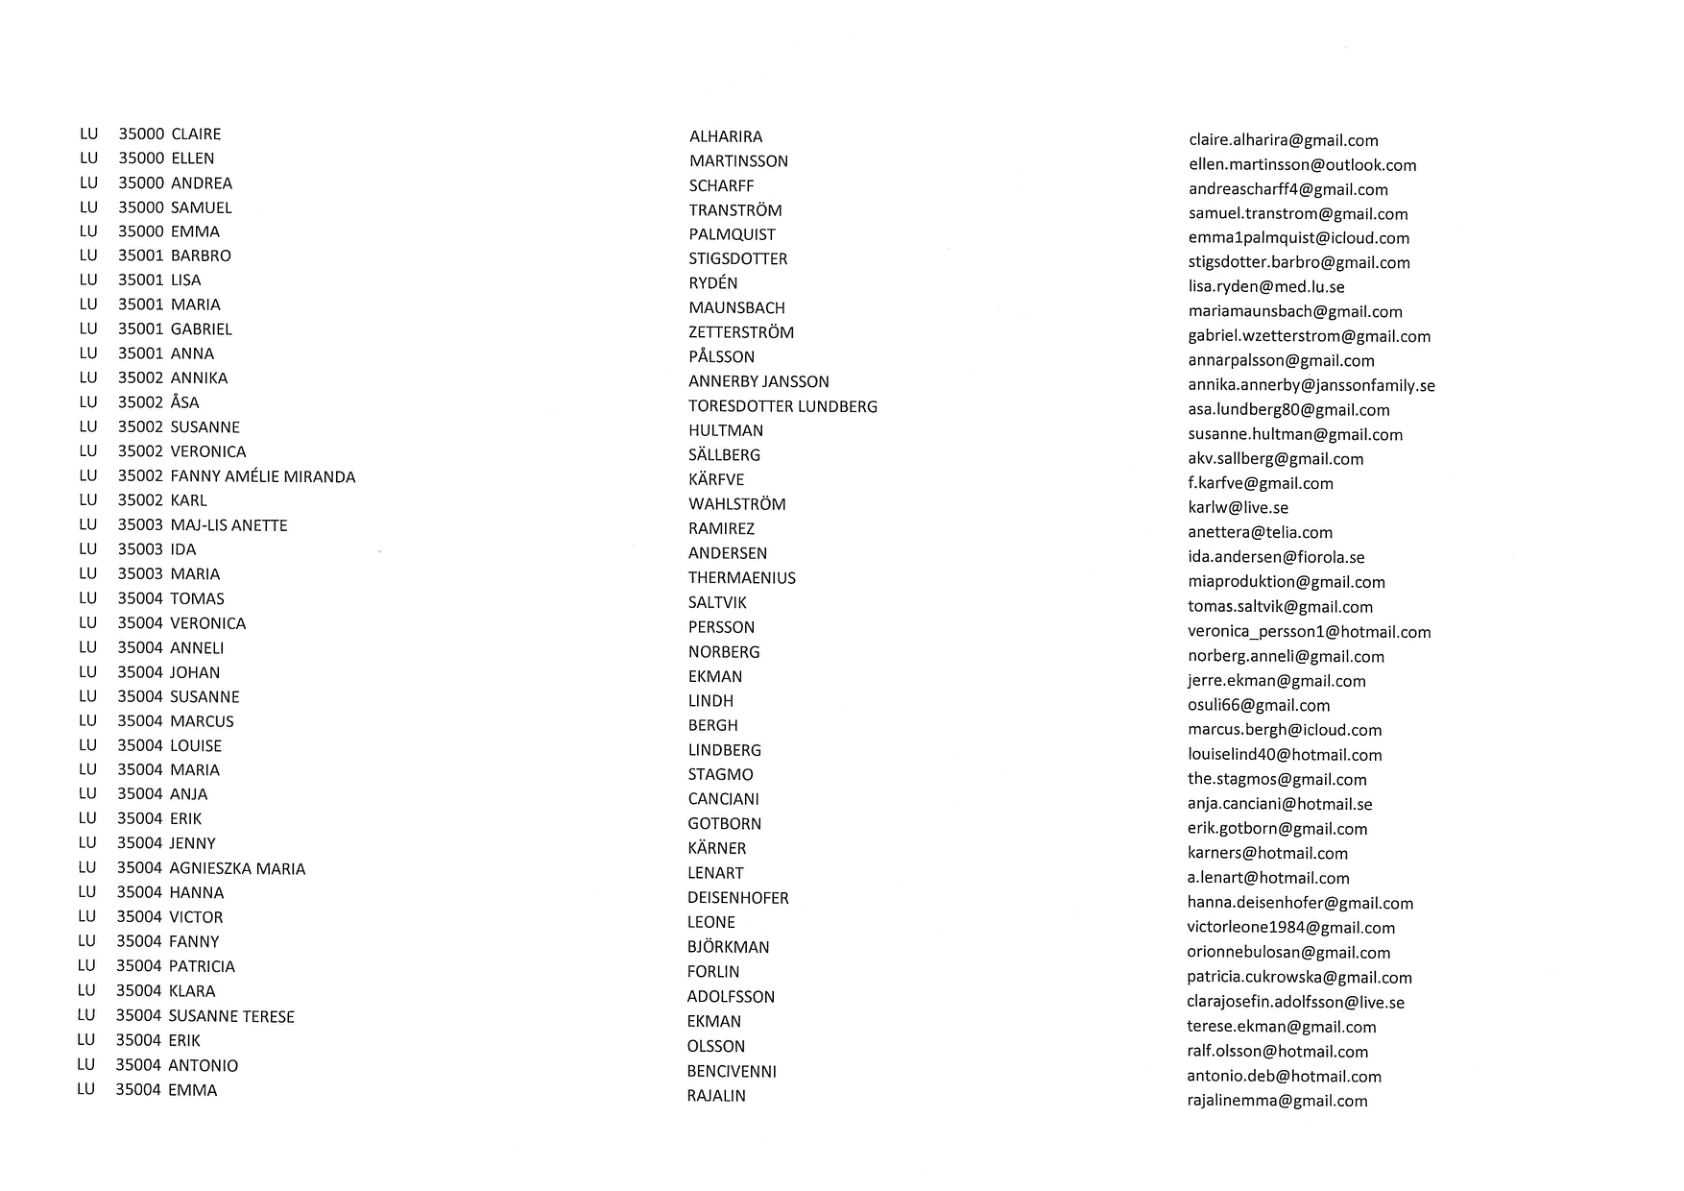 LU 35000 CLAIRE ALHARIRA claire.alharira@gmail.com
LU 35000 ELLEN MARTINSSON ellen.martinsson@outlook.com
LU 35000 ANDREA SCHARFF andreascharff4@gmail.com
LU 35000 SAMUEL TRANSTRÖM samuel.transtrom@gmail.com
LU 35000 EMMA PALMQUIST emma1palmquist@icloud.com
LU 35001 BARBRO STIGSDOTTER stigsdotter.barbro@gmail.com
LU 35001 LISA RYDÉN lisa.ryden@med.lu.se
LU 35001 MARIA MAUNSBACH mariamaunsbach@gmail.com
LU 35001 GABRIEL ZETTERSTRÖM gabriel.wzetterstrom@gmail.com
LU 35001 ANNA PÅLSSON annarpalsson@gmail.com
LU 35002 ANNIKA ANNERBY JANSSON annika.annerby@janssonfamily.se
LU 35002 ÅSA TORESDOTTER LUNDBERG asa.lundberg80@gmail.com
LU 35002 SUSANNE HULTMAN susanne.hultman@gmail.com
LU 35002 VERONICA SÄLLBERG akv.sallberg@gmail.com
LU 35002 FANNY AMÉLIE MIRANDA KÄRFVE f.karfve@gmail.com
LU 35002 KARL WAHLSTRÖM karlw@live.se
LU 35003 MAJ-LIS ANETTE RAMIREZ anettera@telia.com
LU 35003 IDA ANDERSEN ida.andersen@fiorola.se
LU 35003 MARIA THERMAENIUS miaproduktion@gmail.com
LU 35004 TOMAS SALTVIK tomas.saltvik@gmail.com
LU 35004 VERONICA PERSSON veronica_persson1@hotmail.com
LU 35004 ANNELI NORBERG norberg.anneli@gmail.com
LU 35004 JOHAN EKMAN jerre.ekman@gmail.com
LU 35004 SUSANNE LINDH osuli66@gmail.com
LU 35004 MARCUS BERGH marcus.bergh@icloud.com
LU 35004 LOUISE LINDBERG louiselind40@hotmail.com
LU 35004 MARIA STAGMO the.stagmos@gmail.com
LU 35004 ANJA CANCIANI anja.canciani@hotmail.se
LU 35004 ERIK GOTBORN erik.gotborn@gmail.com
LU 35004 JENNY KÄRNER karners@hotmail.com
LU 35004 AGNIESZKA MARIA LENART a.lenart@hotmail.com
LU 35004 HANNA DEISENHOFER hanna.deisenhofer@gmail.com
LU 35004 VICTOR LEONE victorleone1984@gmail.com
LU 35004 FANNY BJÖRKMAN orionnebulosan@gmail.com
LU 35004 PATRICIA FORLIN patricia.cukrowska@gmail.com
LU 35004 KLARA ADOLFSSON clarajosefin.adolfsson@live.se
LU 35004 SUSANNE TERESE EKMAN terese.ekman@gmail.com
LU 35004 ERIK OLSSON ralf.olsson@hotmail.com
LU 35004 ANTONIO BENCIVENNI antonio.deb@hotmail.com
LU 35004 EMMA RAJALIN rajalinemma@gmail.com